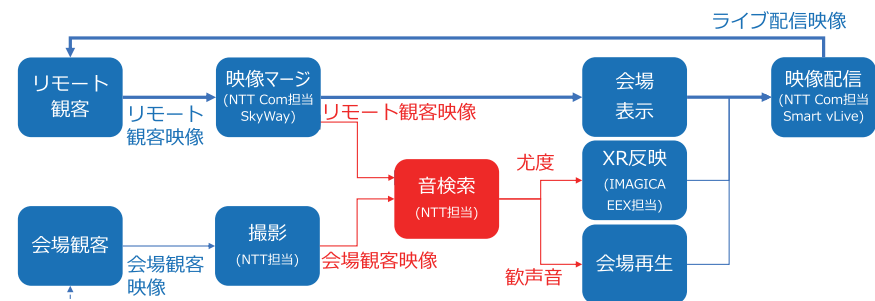 ライブ配信映像
リモート
観客
映像マージ
(NTT Com担当
SkyWay)
会場
表示
映像配信
(NTT Com担当
Smart vLive)
リモート
観客映像
リモート観客映像
音検索
(NTT担当)
尤度
XR反映
(IMAGICA
EEX担当)
会場観客
撮影
(NTT担当)
会場観客
映像
会場観客映像
歓声音
会場再生